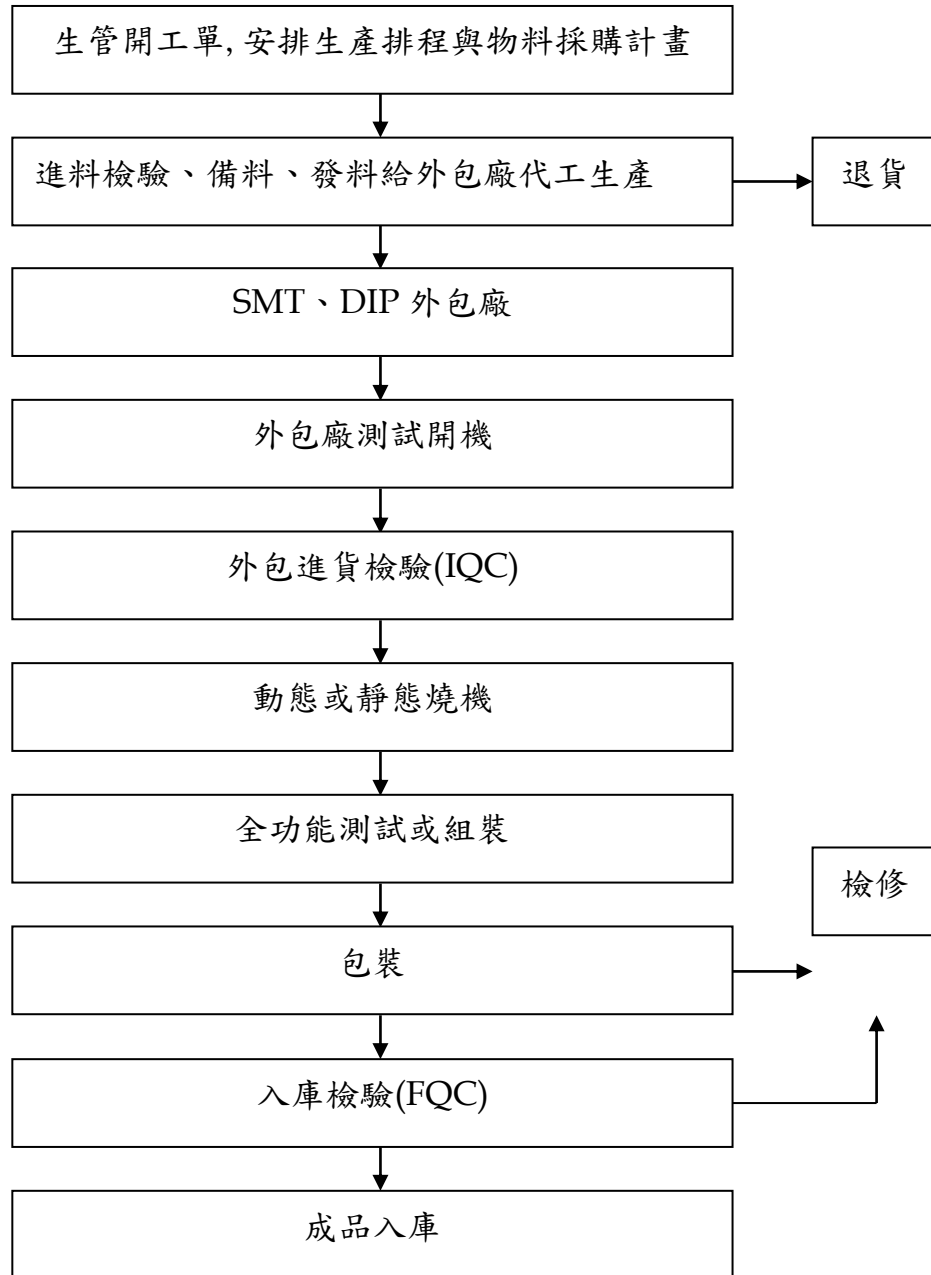 生管開工單, 安排生產排程與物料採購計畫
進料檢驗、備料、發料給外包廠代工生產
退貨
SMT、DIP 外包廠
外包廠測試開機
外包進貨檢驗(IQC)
動態或靜態燒機
全功能測試或組裝
檢修
包裝
入庫檢驗(FQC)
成品入庫